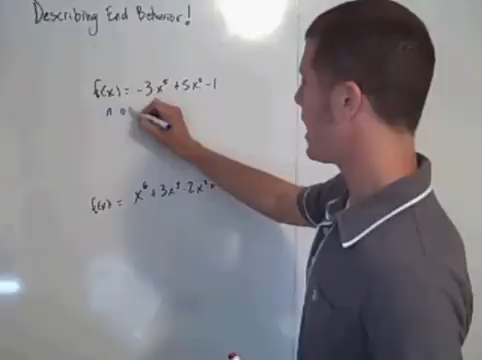 Describing End Behavior!
f(x) = -3x⁵ + 5x² - 1
n o
f(x) = x⁶ + 3x³ - 2x²